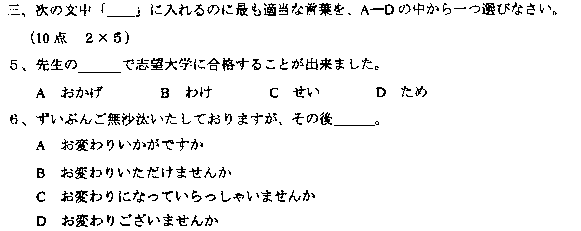 三、次の文中「＿＿」に入れるのに最も適当な言葉を、A―Dの中から一つ選びなさい。
(10点　2×5)
5、先生の＿＿＿で志望大学に合格することが出来ました。
A　おかげ　　B　わけ　　C　せい　　D　ため
6、ずいぶんご無沙汰いたしておりますが、その後＿＿＿。
A　お変わりいかがですか
B　お変わりいただけませんか
C　お変わりになっていらっしゃいませんか
D　お変わりございませんか